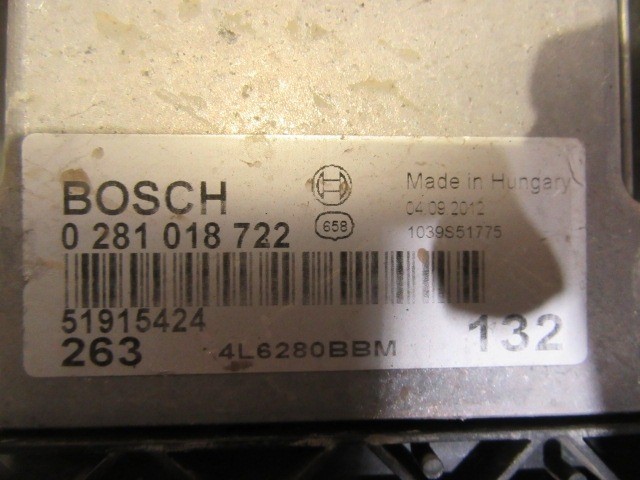 BOSCH
0 281 018 722
658
Made in Hungary
04.09.2012
1039S51775
51915424
263
4L6280BBM
132